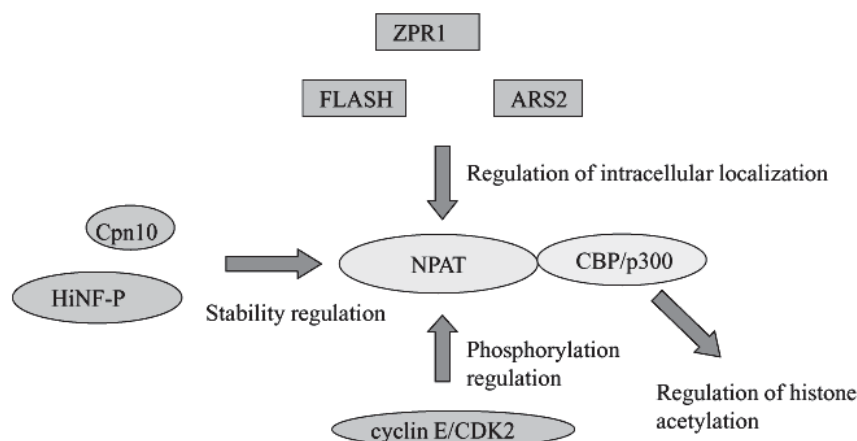 ZPR1
FLASH
ARS2
Regulation of intracellular localization
Cpn10
HiNF-P
Stability regulation
NPAT
CBP/p300
Phosphorylation
regulation
Regulation of histone
acetylation
cyclin E/CDK2